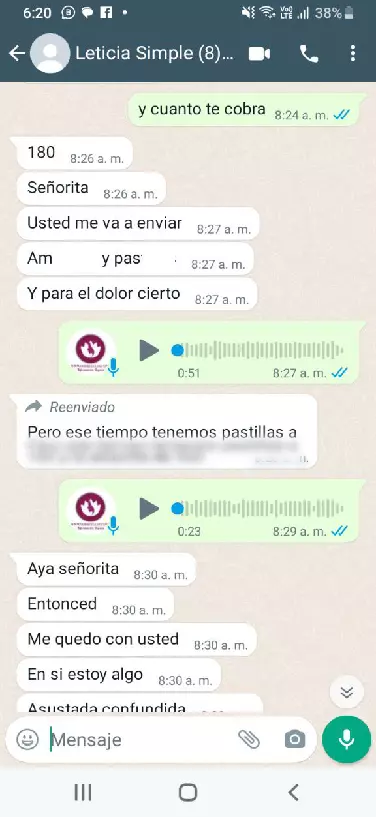 6:20
VoD LTE
38%
Leticia Simple (8)...
y cuanto te cobra 8:24 a. m.
180 8:26 a. m.
Señorita 8:26 a. m.
Usted me va a enviar 8:27 a. m.
Am y pas 8:27 a. m.
Y para el dolor cierto 8:27 a. m.
0:51 8:27 a. m.
Reenviado
Pero ese tiempo tenemos pastillas a
0:23 8:29 a. m.
Aya señorita 8:30 a. m.
Entonced 8:30 a. m.
Me quedo con usted 8:30 a. m.
En si estoy algo 8:30 a. m.
Asustada confundida
Mensaje